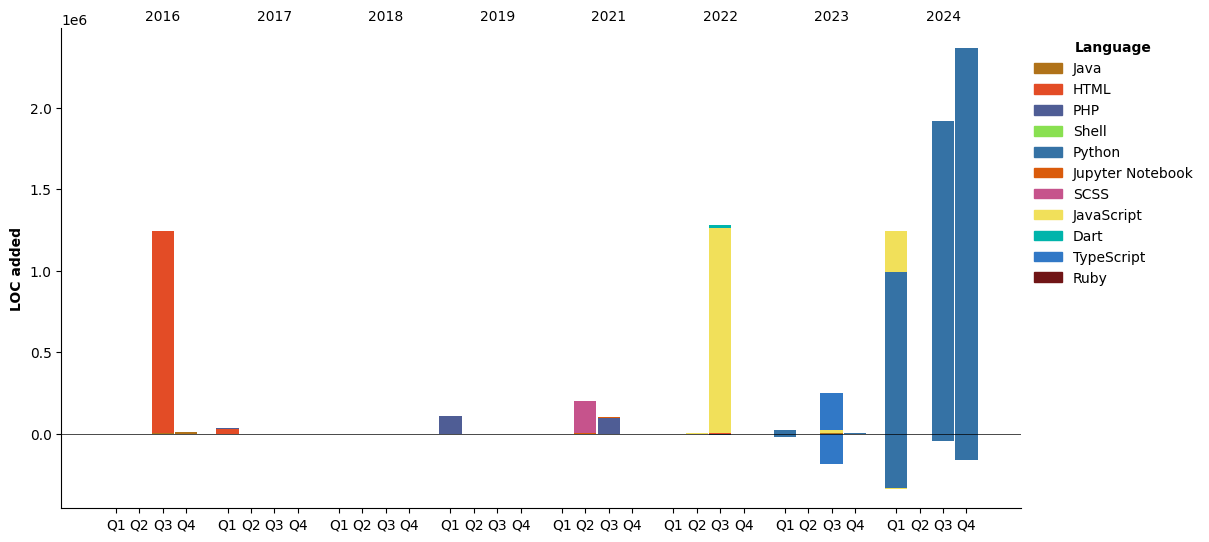 2016 2017 2018 2019 2021 2022 2023 2024
1e6
2.0
1.5
1.0
0.5
0.0
LOC added
Q1 Q2 Q3 Q4 Q1 Q2 Q3 Q4 Q1 Q2 Q3 Q4 Q1 Q2 Q3 Q4 Q1 Q2 Q3 Q4 Q1 Q2 Q3 Q4 Q1 Q2 Q3 Q4 Q1 Q2 Q3 Q4
Language
Java
HTML
PHP
Shell
Python
Jupyter Notebook
SCSS
JavaScript
Dart
TypeScript
Ruby